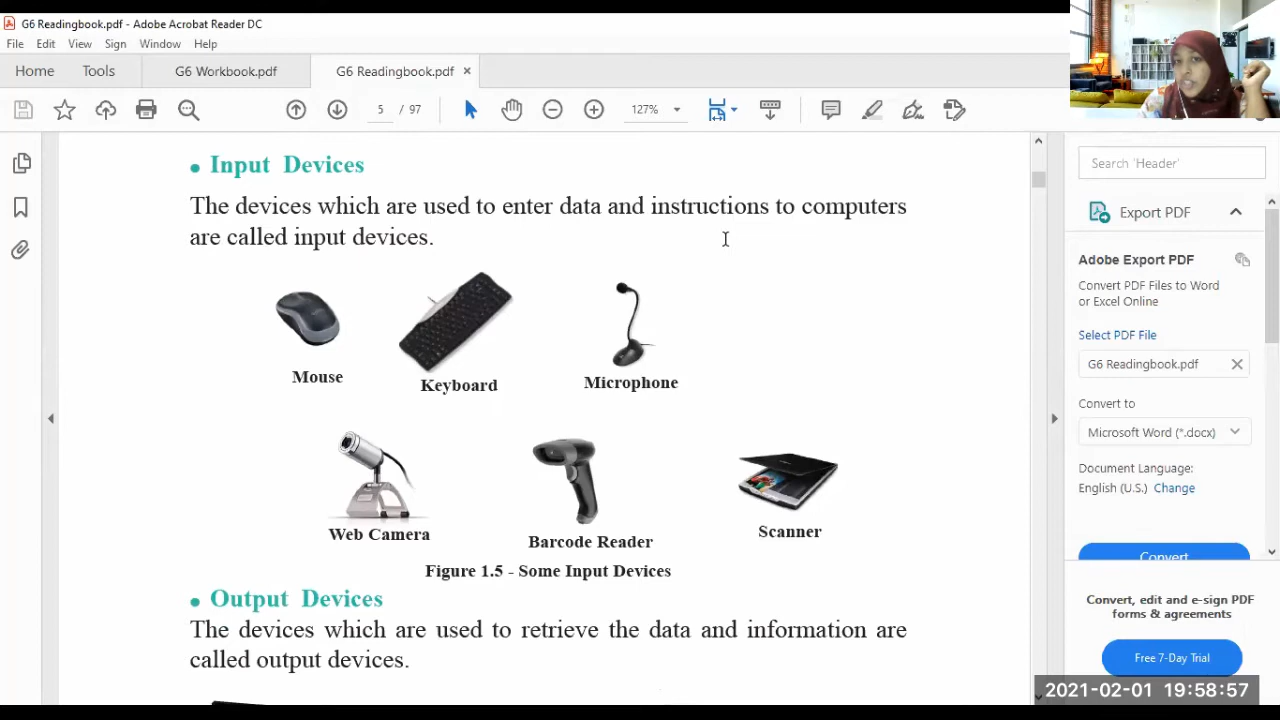 G6 Readingbook.pdf - Adobe Acrobat Reader DC
File Edit View Sign Window Help
Home Tools G6 Workbook.pdf G6 Readingbook.pdf ×
5 / 97 127%
• Input Devices
The devices which are used to enter data and instructions to computers
are called input devices.
Mouse
Keyboard
Microphone
Web Camera
Barcode Reader
Scanner
Figure 1.5 - Some Input Devices
• Output Devices
The devices which are used to retrieve the data and information are
called output devices.
Search 'Header'
Export PDF
Adobe Export PDF
Convert PDF Files to Word
or Excel Online
Select PDF File
G6 Readingbook.pdf
Convert to
Microsoft Word (*.docx)
Document Language:
English (U.S.) Change
Convert
Convert, edit and e-sign PDF
forms & agreements
Free 7-Day Trial
2021-02-01 19:58:57